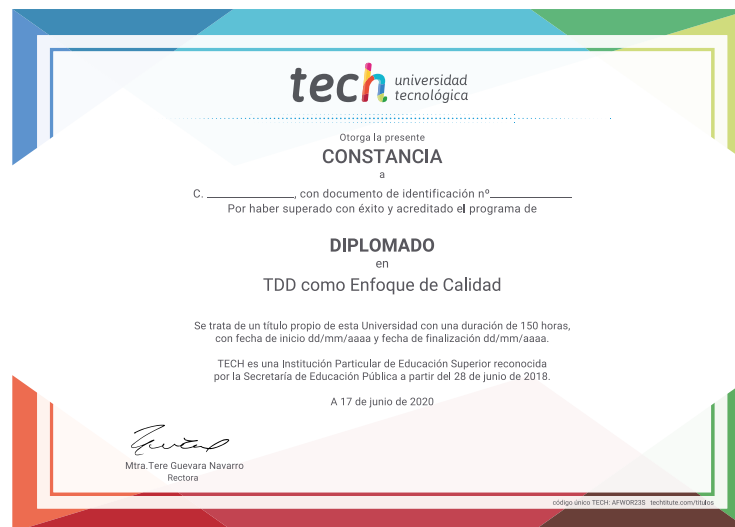 tech universidad
tecnológica
Otorga la presente
CONSTANCIA
a
C. ________________, con documento de identificación nº________________
Por haber superado con éxito y acreditado el programa de
DIPLOMADO
en
TDD como Enfoque de Calidad
Se trata de un título propio de esta Universidad con una duración de 150 horas,
con fecha de inicio dd/mm/aaaa y fecha de finalización dd/mm/aaaa.
TECH es una Institución Particular de Educación Superior reconocida
por la Secretaría de Educación Pública a partir del 28 de junio de 2018.
A 17 de junio de 2020
Mtra.Tere Guevara Navarro
Rectora
código único TECH: AFWOR23S techtitute.com/titulos